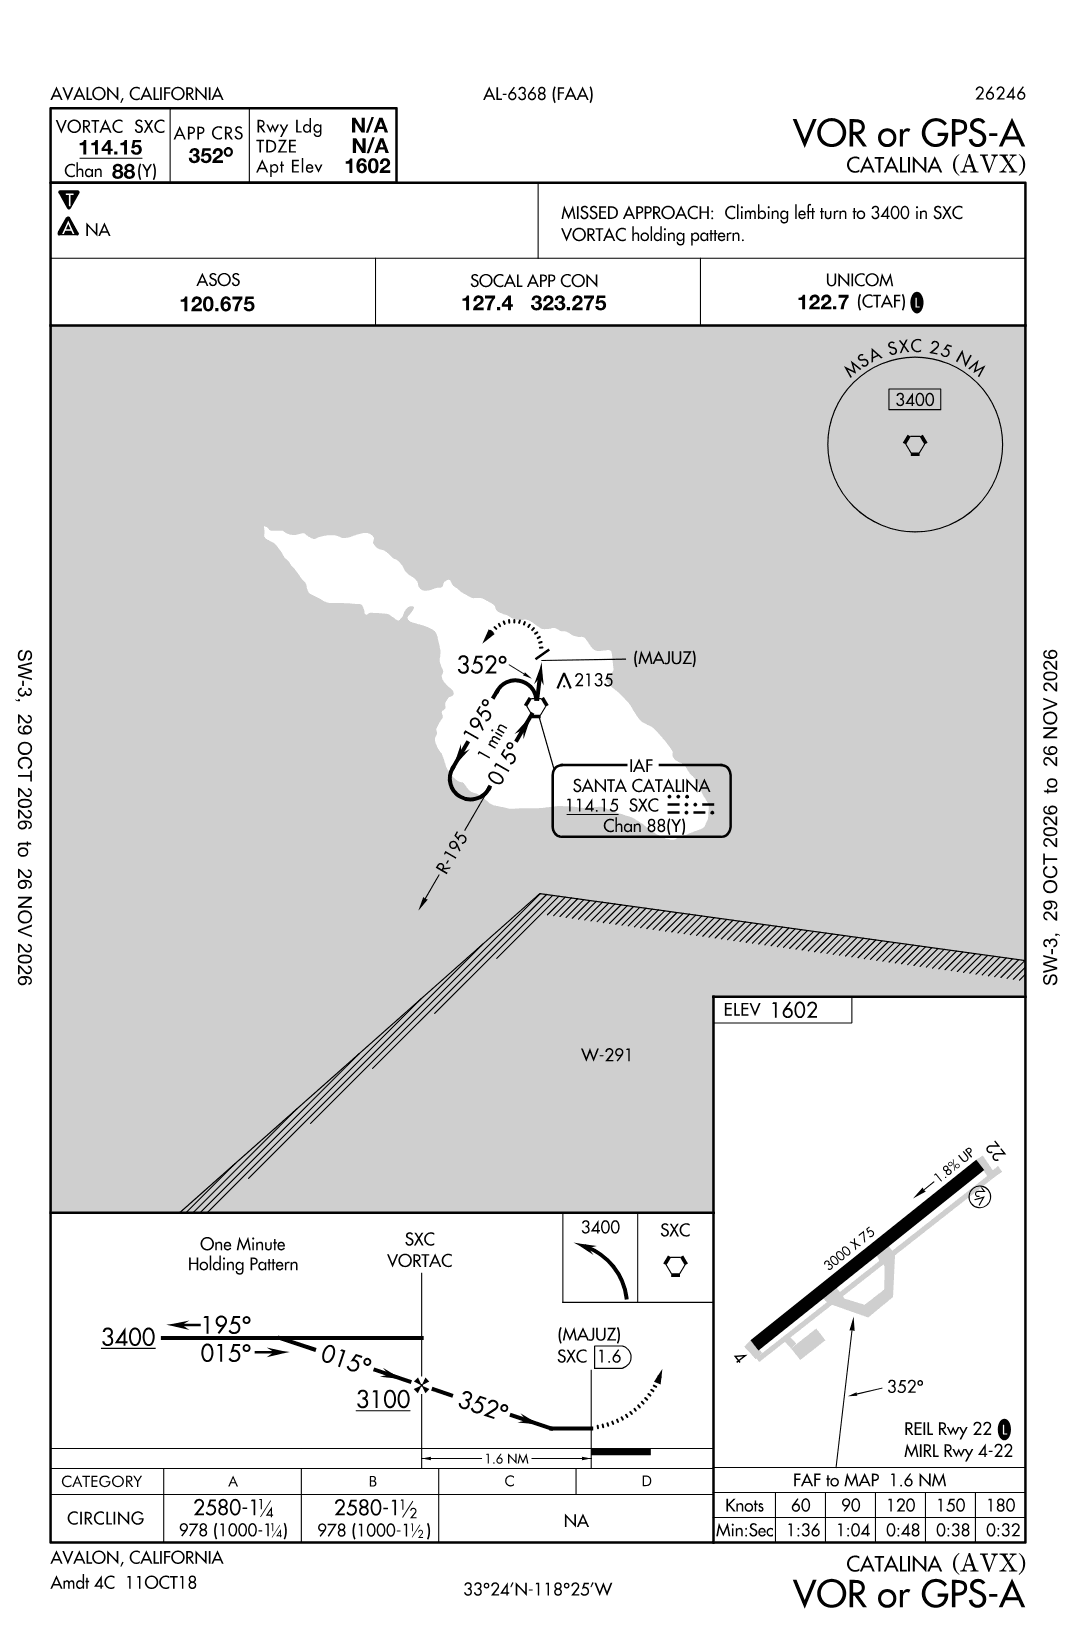 AVALON, CALIFORNIA
AL-6368 (FAA)
26246
VORTAC SXC
114.15
Chan 88(Y)
APP CRS
352°
Rwy Ldg N/A
TDZE N/A
Apt Elev 1602
VOR or GPS-A
CATALINA (AVX)
T
A NA
MISSED APPROACH: Climbing left turn to 3400 in SXC
VORTAC holding pattern.
ASOS
120.675
SOCAL APP CON
127.4 323.275
UNICOM
122.7 (CTAF) L
MSA SXC 25 NM
3400
352°
(MAJUZ)
2135
195°
1 min
015°
IAF
SANTA CATALINA
114.15 SXC
Chan 88(Y)
R-195
W-291
SW-3, 29 OCT 2026 to 26 NOV 2026
SW-3, 29 OCT 2026 to 26 NOV 2026
ELEV 1602
22
1.8% UP
3000 X 75
4
352°
REIL Rwy 22 L
MIRL Rwy 4-22
FAF to MAP 1.6 NM
Knots 60 90 120 150 180
Min:Sec 1:36 1:04 0:48 0:38 0:32
One Minute
Holding Pattern
SXC
VORTAC
3400
SXC
3400
195°
015°
015°
3100
352°
(MAJUZ)
SXC 1.6
1.6 NM
CATEGORY A B C D
CIRCLING
2580-1¼
978 (1000-1¼)
2580-1½
978 (1000-1½)
NA
AVALON, CALIFORNIA
Amdt 4C 11OCT18
33°24'N-118°25'W
CATALINA (AVX)
VOR or GPS-A